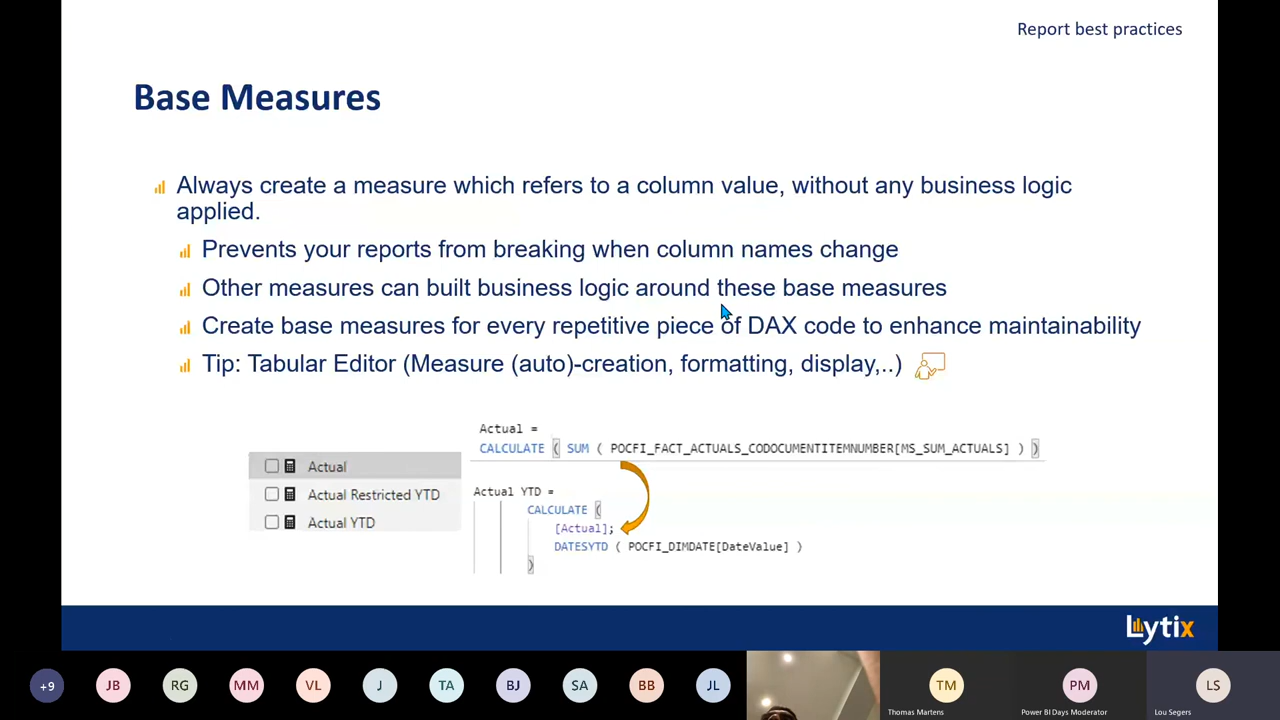 Report best practices
Base Measures
Always create a measure which refers to a column value, without any business logic
applied.
Prevents your reports from breaking when column names change
Other measures can built business logic around these base measures
Create base measures for every repetitive piece of DAX code to enhance maintainability
Tip: Tabular Editor (Measure (auto)-creation, formatting, display,..)
Actual
Actual Restricted YTD
Actual YTD
Actual =
CALCULATE ( SUM ( POCFI_FACT_ACTUALS_CODOCUMENTITEMNUMBER[MS_SUM_ACTUALS] ) )
Actual YTD =
CALCULATE (
[Actual];
DATESYTD ( POCFI_DIMDATE[DateValue] )
)
Lytix
+9 JB RG MM VL J TA BJ SA BB JL TM PM LS
Thomas Martens Power BI Days Moderator Lou Segers